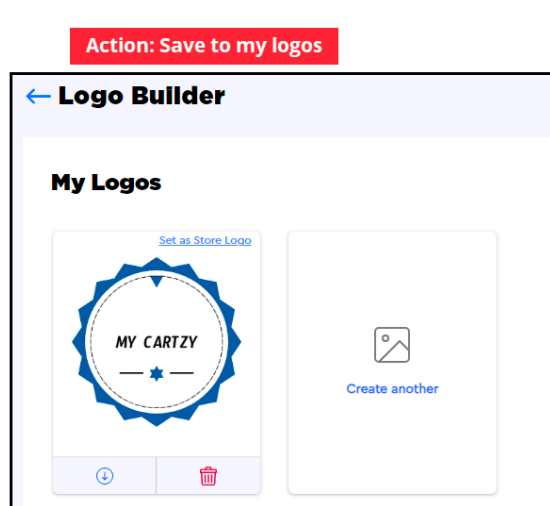 Action: Save to my logos
Logo Builder
My Logos
Set as Store Logo
MY CARTZY
Create another